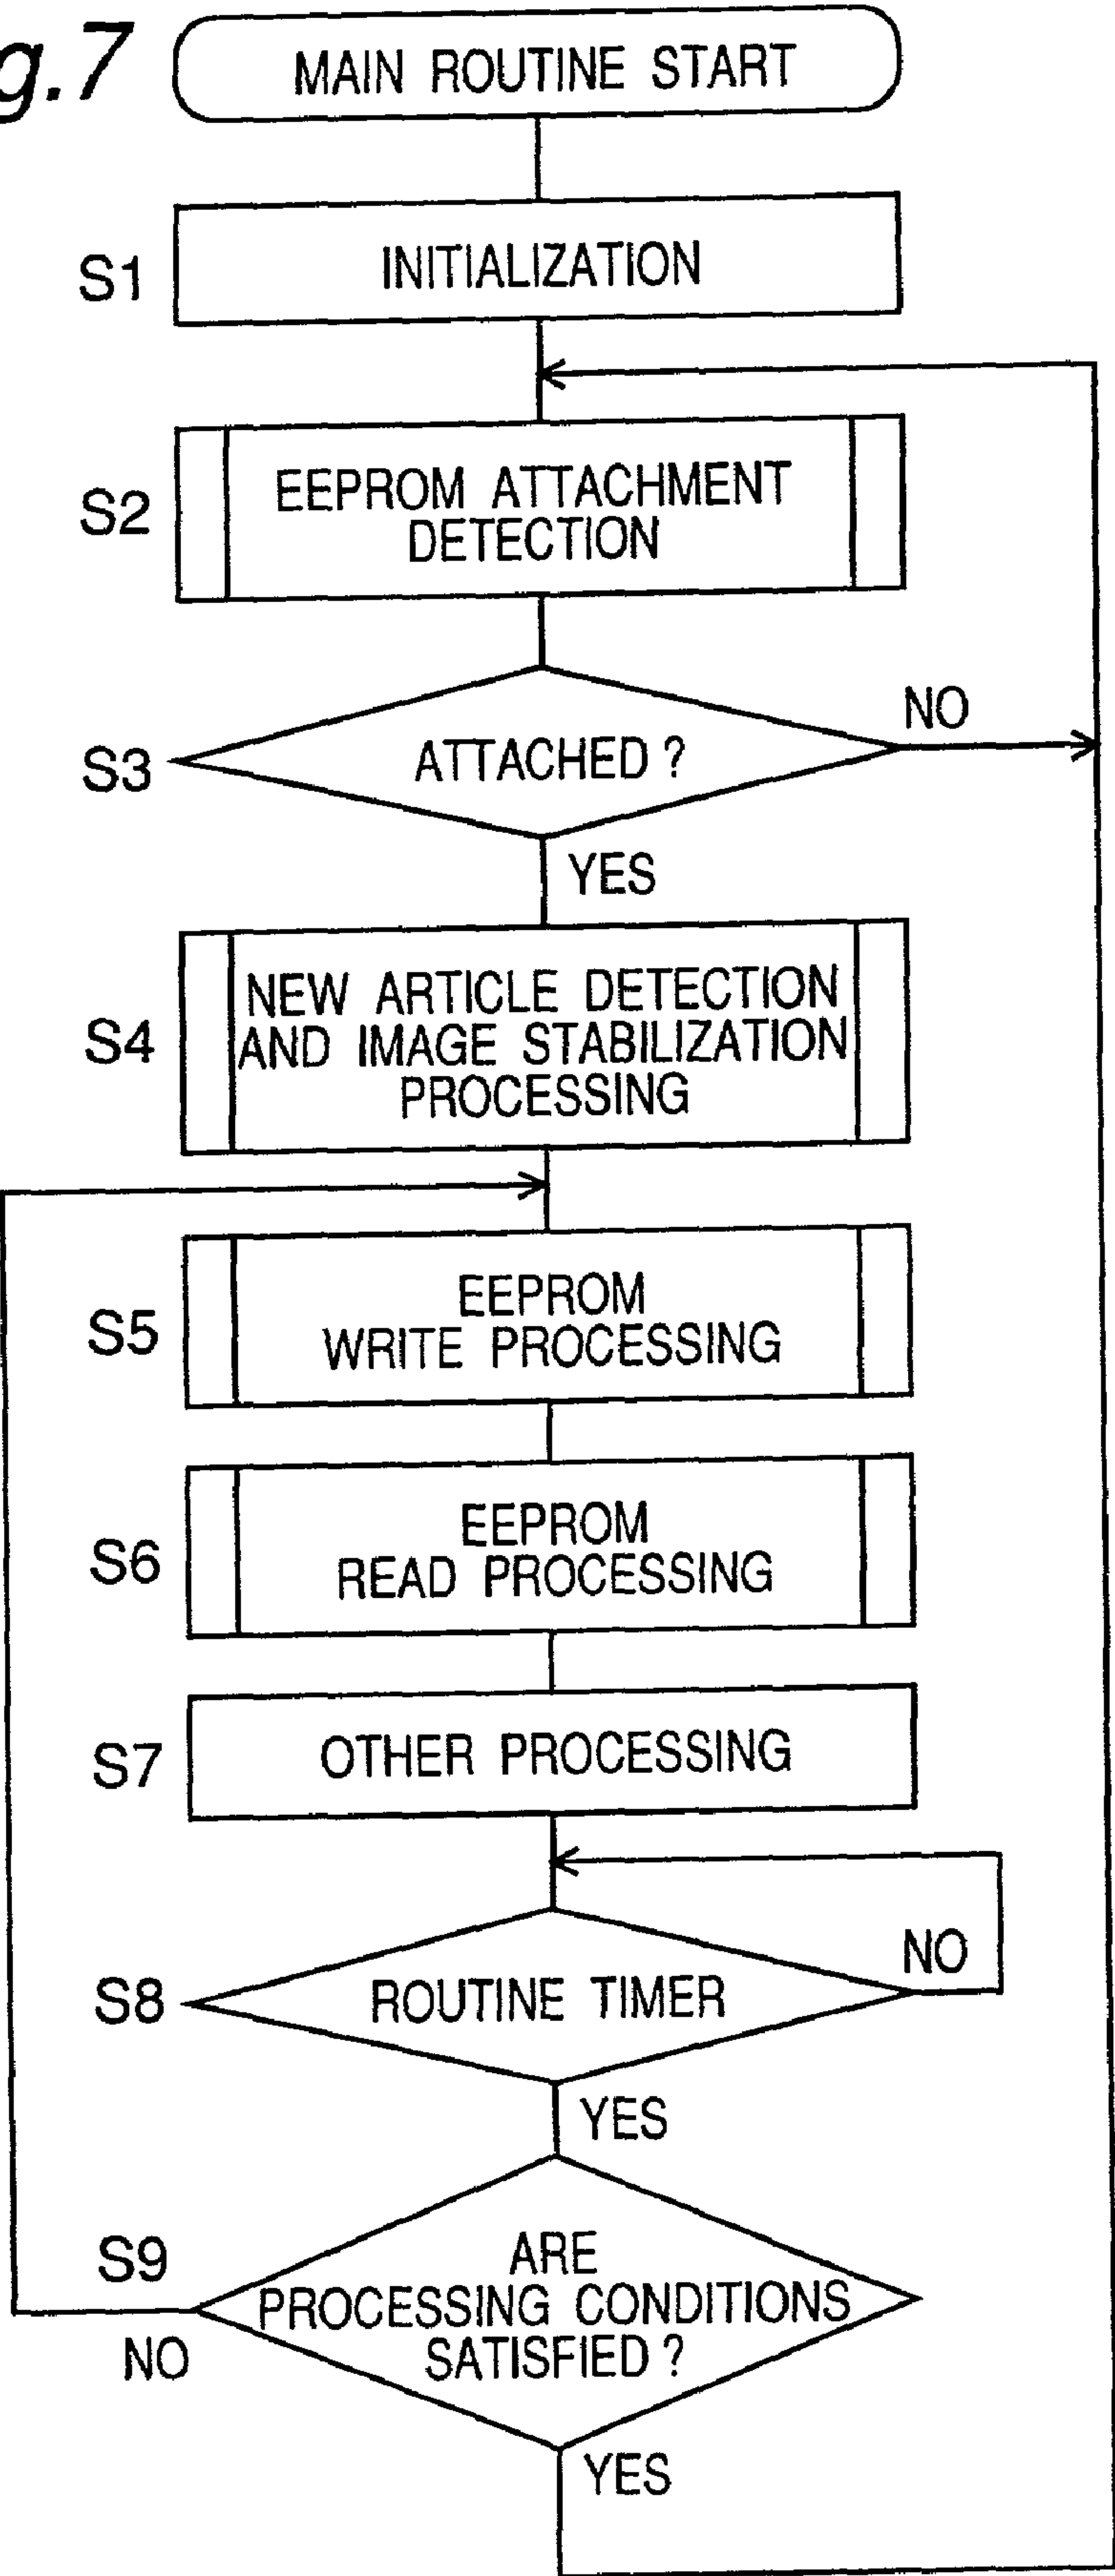 g.7
MAIN ROUTINE START
S1
INITIALIZATION
S2
EEPROM ATTACHMENT
DETECTION
S3
ATTACHED ?
NO
YES
S4
NEW ARTICLE DETECTION
AND IMAGE STABILIZATION
PROCESSING
S5
EEPROM
WRITE PROCESSING
S6
EEPROM
READ PROCESSING
S7
OTHER PROCESSING
S8
ROUTINE TIMER
NO
YES
S9
ARE
PROCESSING CONDITIONS
SATISFIED ?
NO
YES